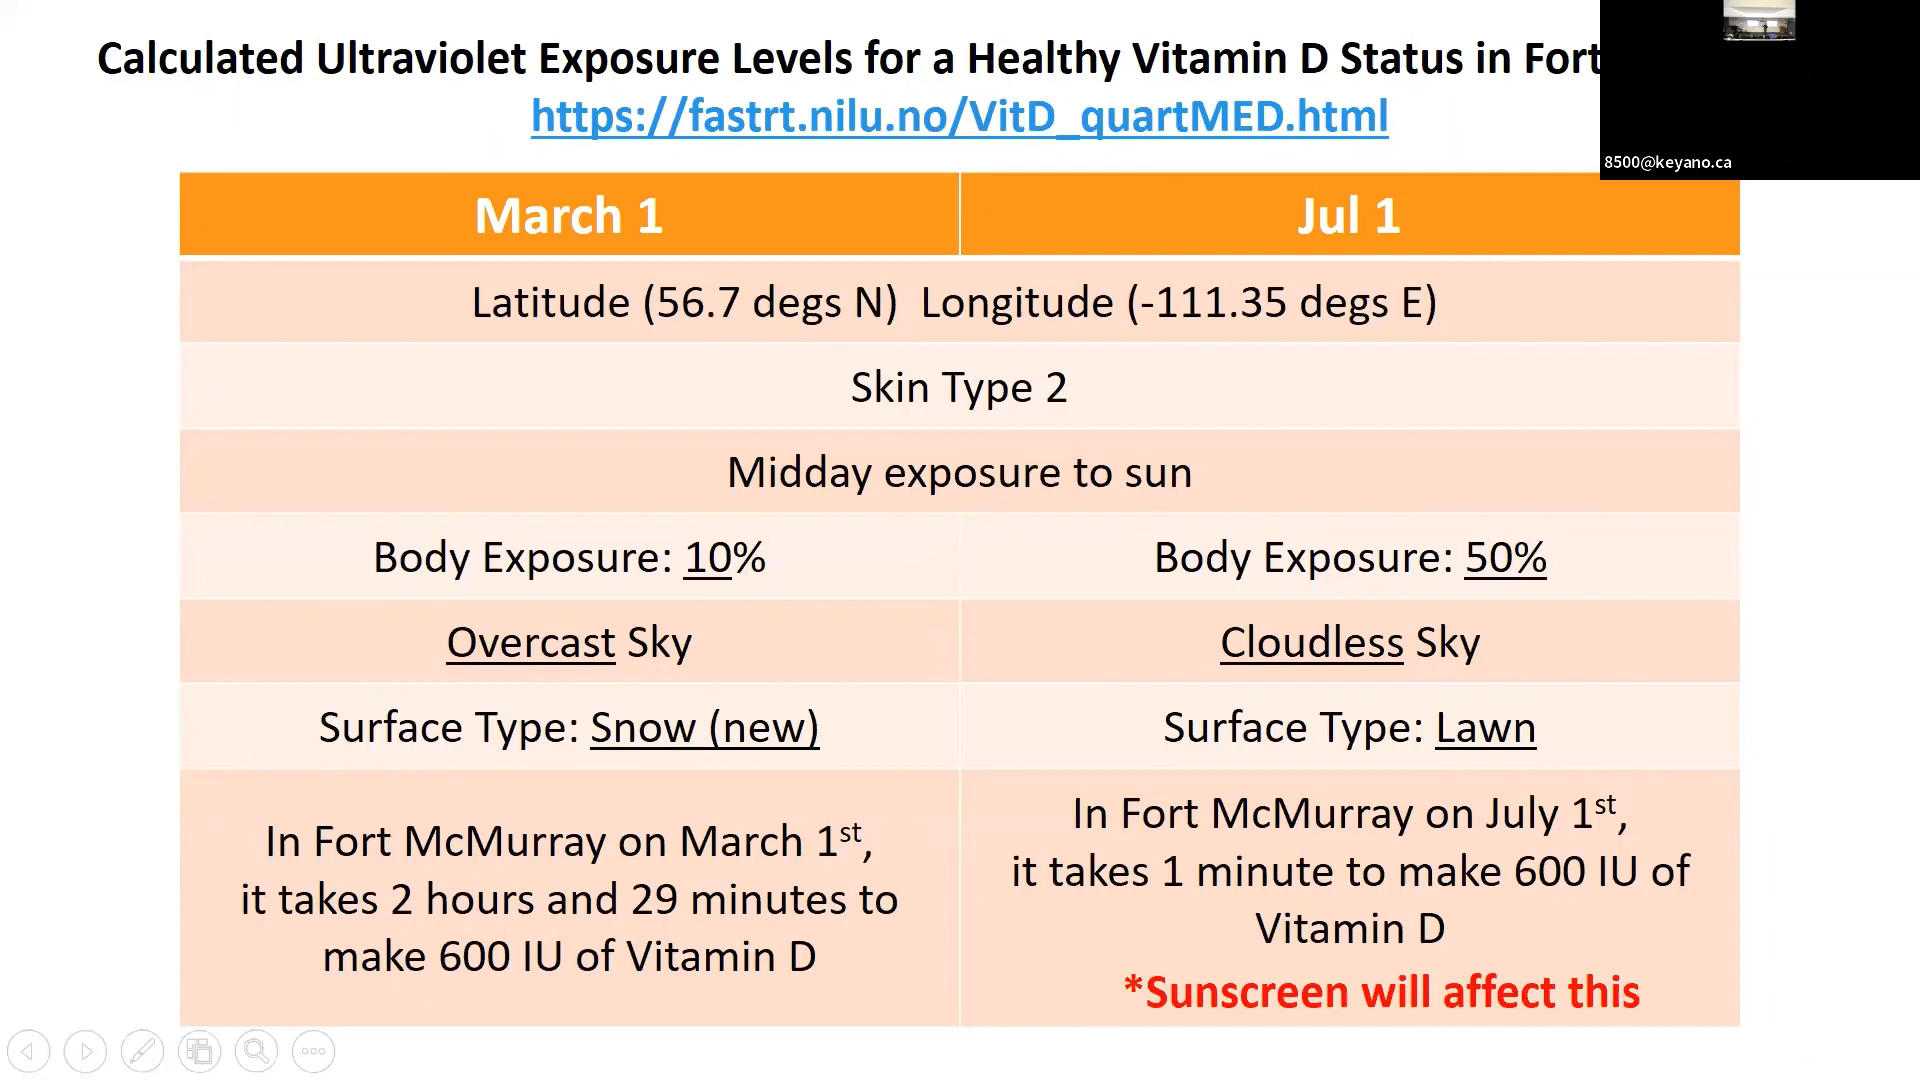 Calculated Ultraviolet Exposure Levels for a Healthy Vitamin D Status in Fort
https://fastrt.nilu.no/VitD_quartMED.html
8500@keyano.ca
March 1
Jul 1
Latitude (56.7 degs N)  Longitude (-111.35 degs E)
Skin Type 2
Midday exposure to sun
Body Exposure: 10%
Body Exposure: 50%
Overcast Sky
Cloudless Sky
Surface Type: Snow (new)
Surface Type: Lawn
In Fort McMurray on March 1st,
it takes 2 hours and 29 minutes to
make 600 IU of Vitamin D
In Fort McMurray on July 1st,
it takes 1 minute to make 600 IU of
Vitamin D
*Sunscreen will affect this